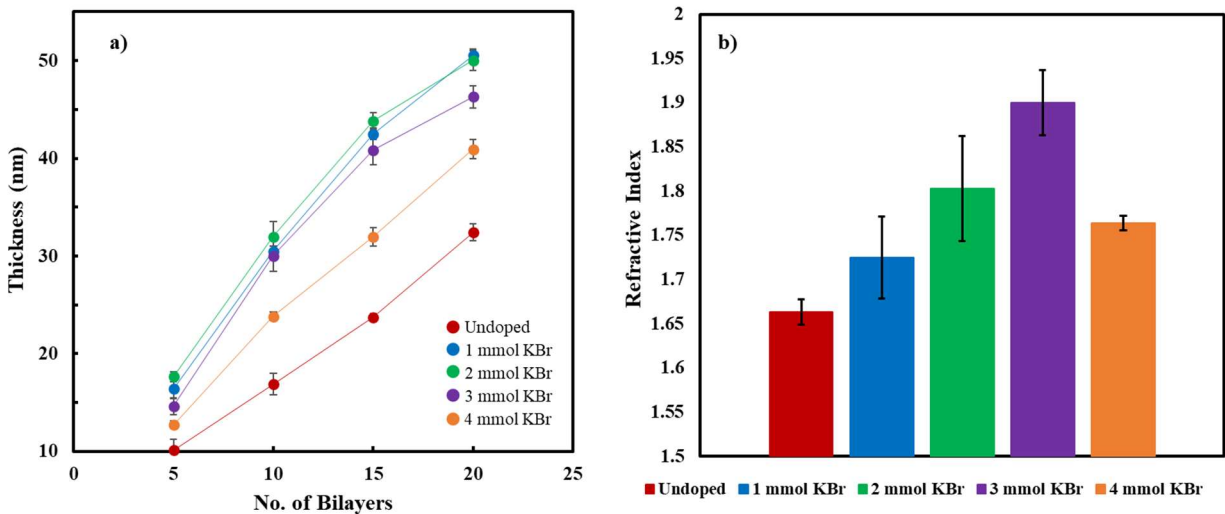 a)
Thickness (nm)
50
40
30
20
10
0
5
10
15
20
25
No. of Bilayers
Undoped
1 mmol KBr
2 mmol KBr
3 mmol KBr
4 mmol KBr
b)
Refractive Index
2
1.95
1.9
1.85
1.8
1.75
1.7
1.65
1.6
1.55
1.5
Undoped 1 mmol KBr 2 mmol KBr 3 mmol KBr 4 mmol KBr